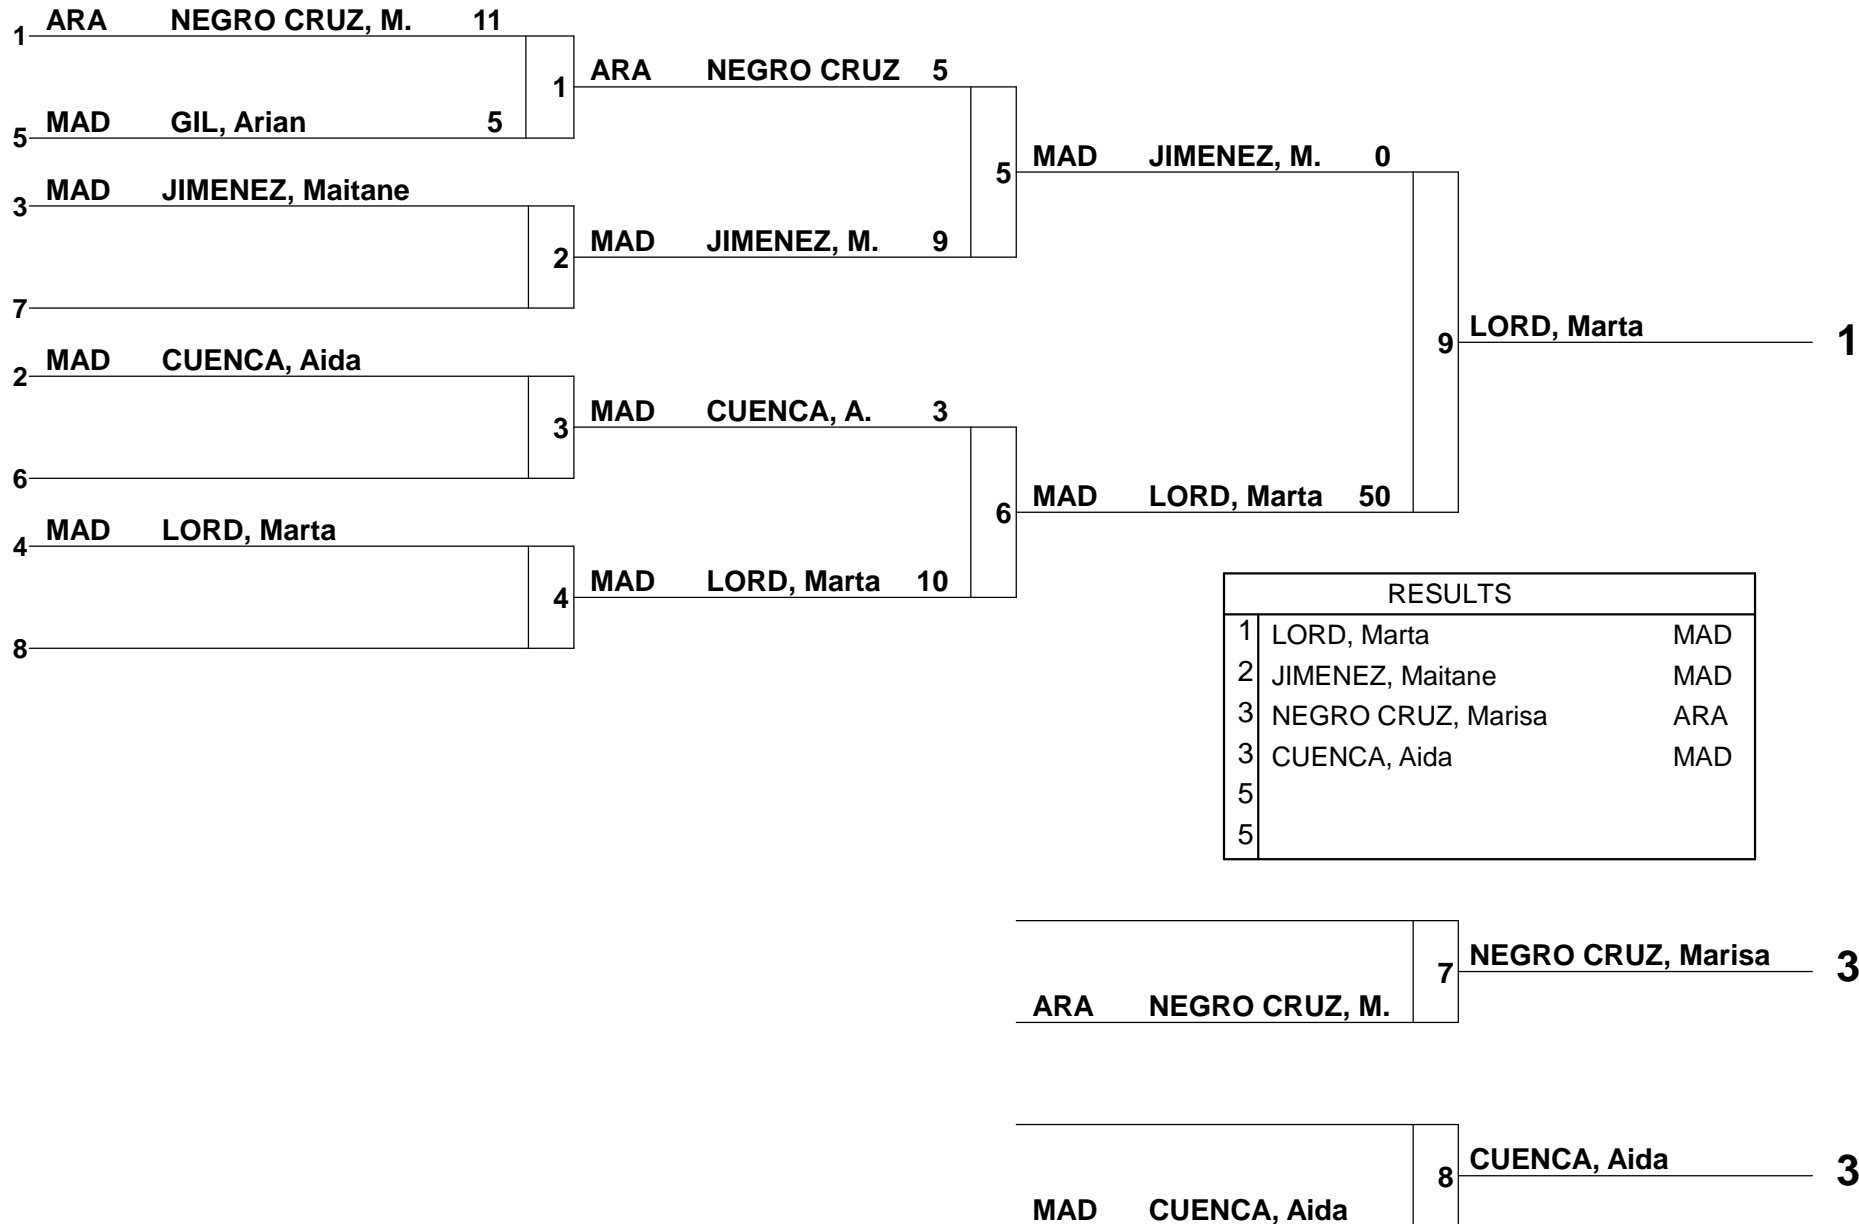 1 ARA NEGRO CRUZ, M. 11
1 ARA NEGRO CRUZ 5
5 MAD GIL, Arian 5
5 MAD JIMENEZ, M. 0
3 MAD JIMENEZ, Maitane
2 MAD JIMENEZ, M. 9
7
9 LORD, Marta 1
2 MAD CUENCA, Aida
3 MAD CUENCA, A. 3
6
6 MAD LORD, Marta 50
4 MAD LORD, Marta
4 MAD LORD, Marta 10
8
RESULTS
1 LORD, Marta MAD
2 JIMENEZ, Maitane MAD
3 NEGRO CRUZ, Marisa ARA
3 CUENCA, Aida MAD
5
5
7 NEGRO CRUZ, Marisa 3
ARA NEGRO CRUZ, M.
8 CUENCA, Aida 3
MAD CUENCA, Aida